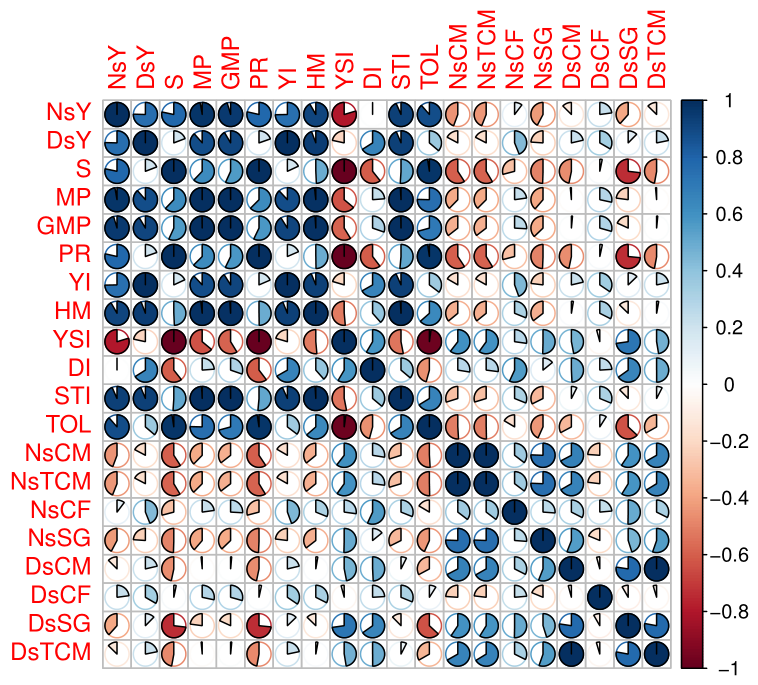 NsY DsY S MP GMP PR YI HM YSI DI STI TOL NsCM NsTCM NsCF NsSG DsCM DsCF DsSG DsTCM
NsY
DsY
S
MP
GMP
PR
YI
HM
YSI
DI
STI
TOL
NsCM
NsTCM
NsCF
NsSG
DsCM
DsCF
DsSG
DsTCM
1
0.8
0.6
0.4
0.2
0
−0.2
−0.4
−0.6
−0.8
−1